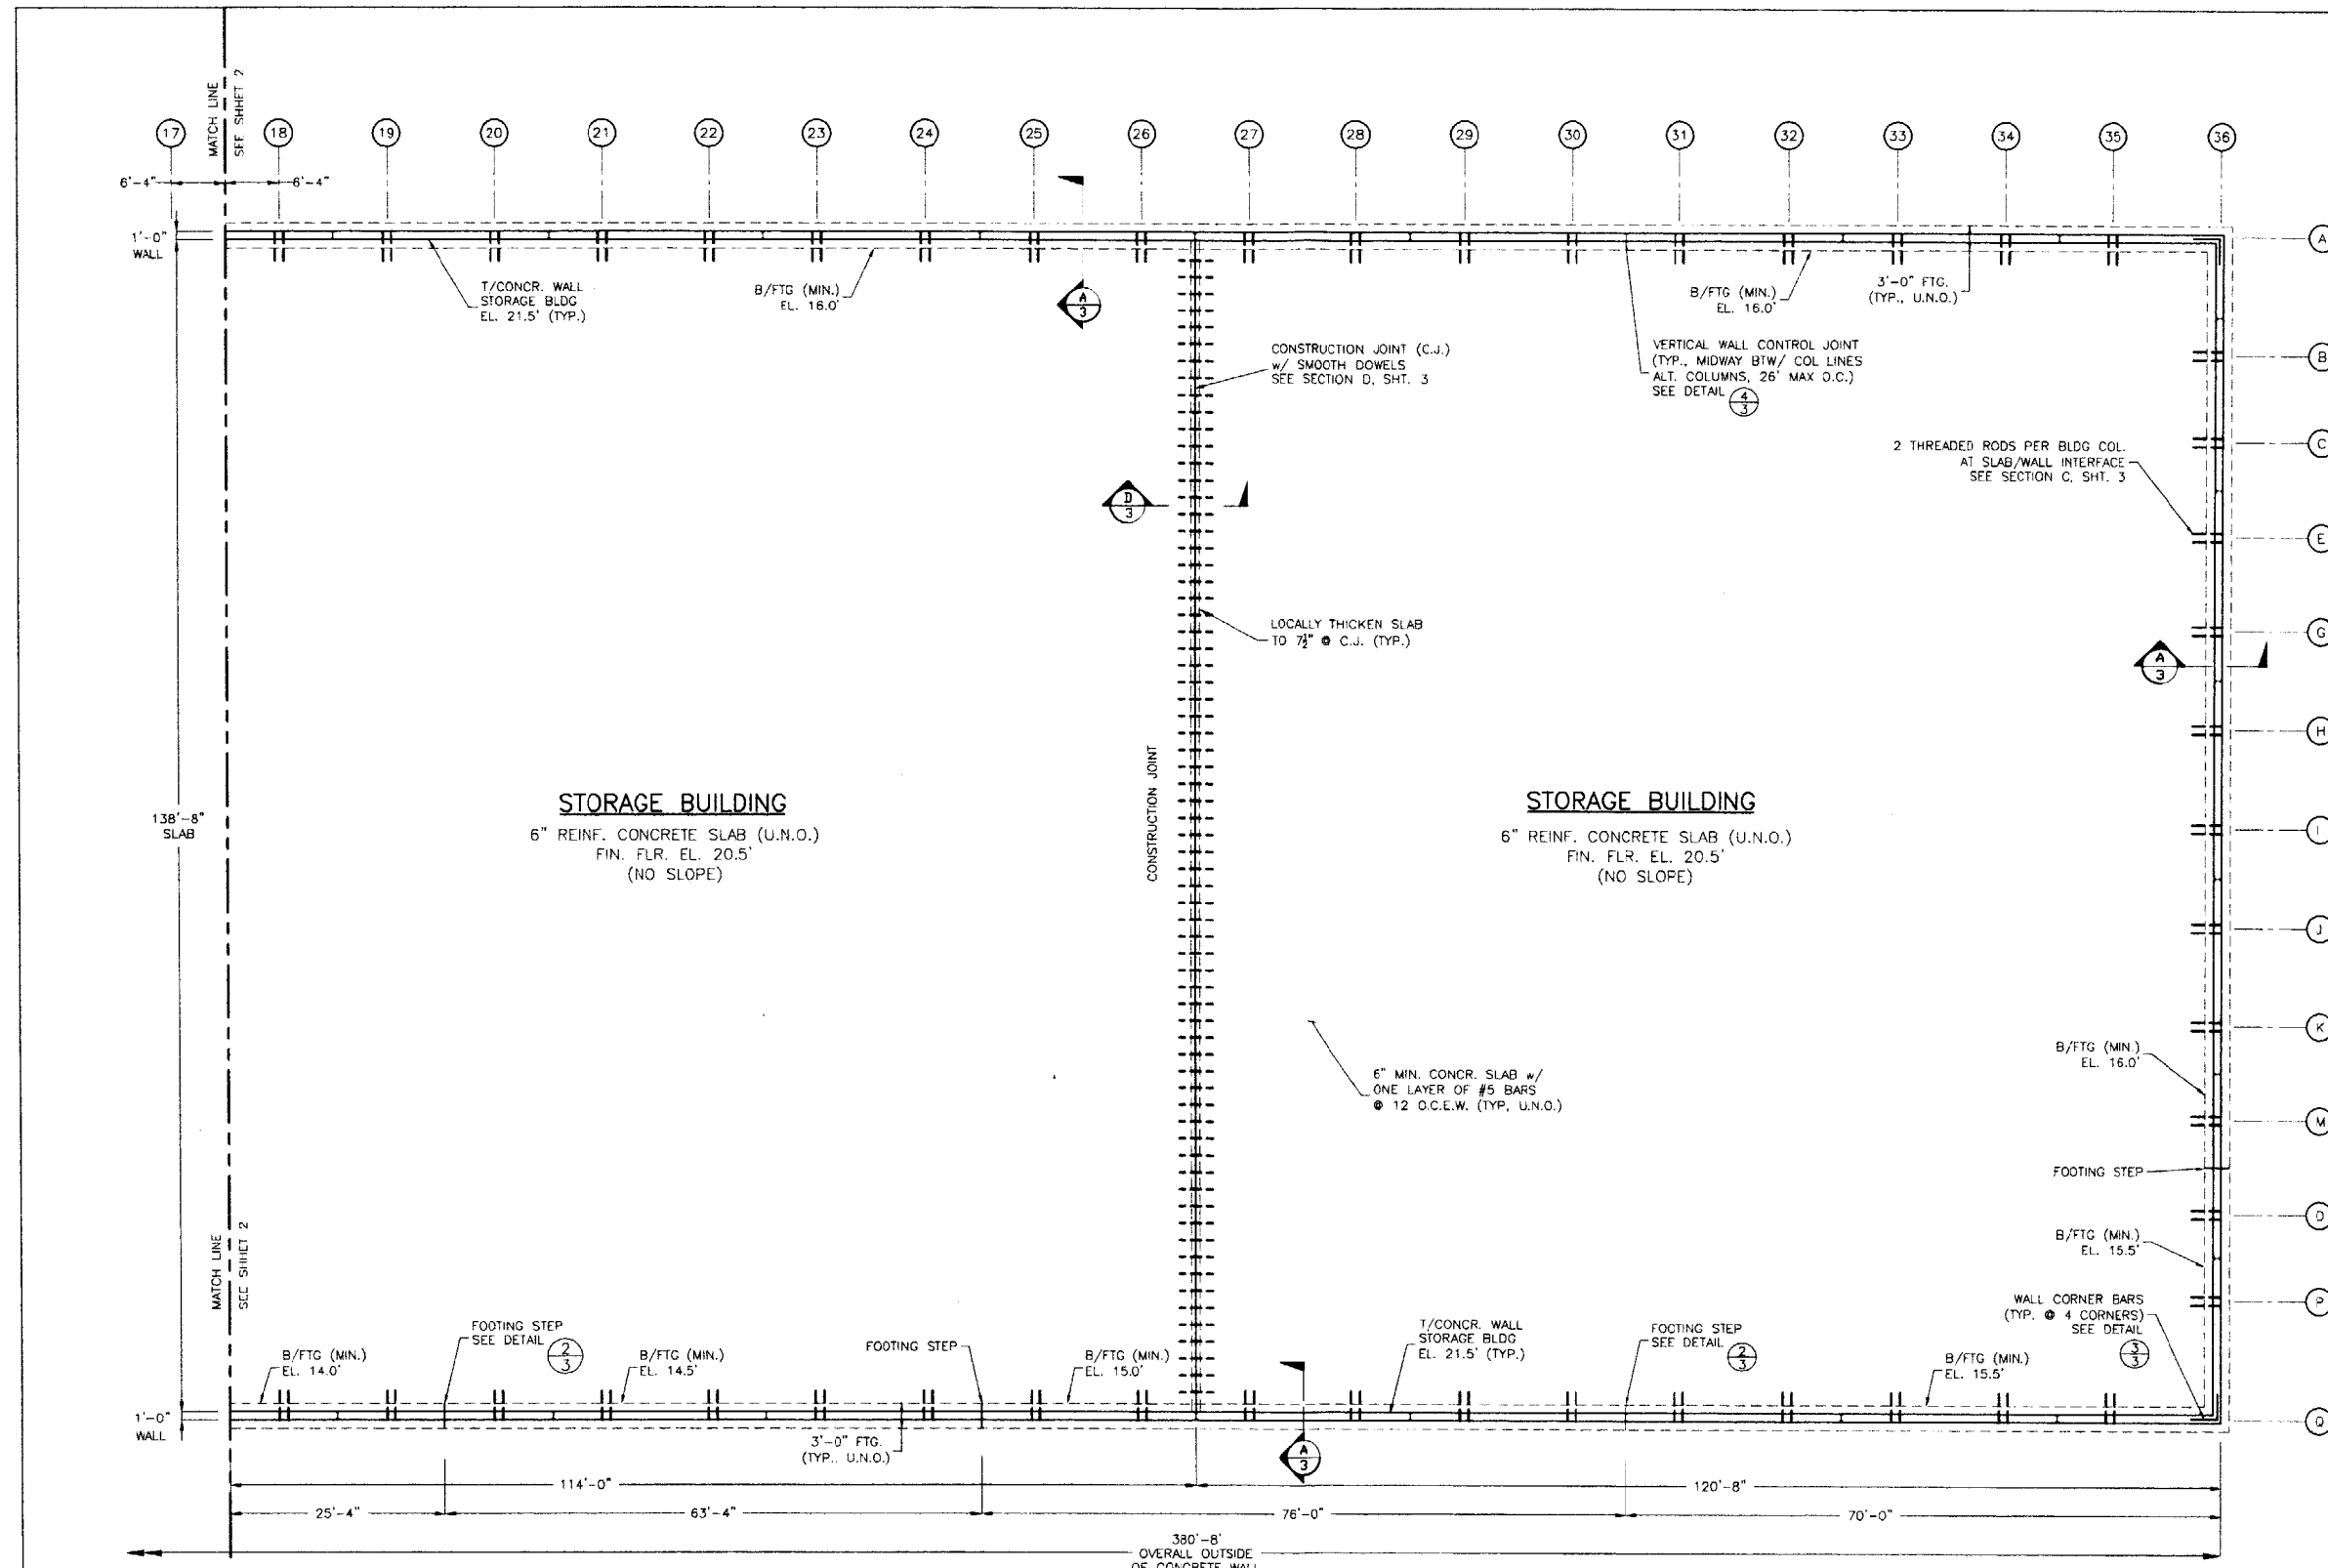 MATCH LINE
SEE SHHET 2
17
18
19
20
21
22
23
24
25
26
27
28
29
30
31
32
33
34
35
36
6'-4"
6'-4"
1'-0"
WALL
T/CONCR. WALL
STORAGE BLDG
EL. 21.5' (TYP.)
B/FTG (MIN.)
EL. 16.0'
A
3
B/FTG (MIN.)
EL. 16.0'
3'-0" FTG.
(TYP., U.N.O.)
A
B
C
E
G
H
I
J
K
M
O
P
Q
CONSTRUCTION JOINT (C.J.)
w/ SMOOTH DOWELS
SEE SECTION D, SHT. 3
VERTICAL WALL CONTROL JOINT
(TYP., MIDWAY BTW/ COL LINES
ALT. COLUMNS, 26' MAX O.C.)
SEE DETAIL
4
3
2 THREADED RODS PER BLDG COL.
AT SLAB/WALL INTERFACE
SEE SECTION C, SHT. 3
D
3
LOCALLY THICKEN SLAB
TO 7½" @ C.J. (TYP.)
A
3
138'-8"
SLAB
STORAGE BUILDING
6" REINF. CONCRETE SLAB (U.N.O.)
FIN. FLR. EL. 20.5'
(NO SLOPE)
CONSTRUCTION JOINT
STORAGE BUILDING
6" REINF. CONCRETE SLAB (U.N.O.)
FIN. FLR. EL. 20.5'
(NO SLOPE)
6" MIN. CONCR. SLAB w/
ONE LAYER OF #5 BARS
@ 12 O.C.E.W. (TYP, U.N.O.)
B/FTG (MIN.)
EL. 16.0'
FOOTING STEP
B/FTG (MIN.)
EL. 15.5'
WALL CORNER BARS
(TYP. @ 4 CORNERS)
SEE DETAIL
3
3
MATCH LINE
SEE SHHET 2
B/FTG (MIN.)
EL. 14.0'
FOOTING STEP
SEE DETAIL
2
3
B/FTG (MIN.)
EL. 14.5'
FOOTING STEP
B/FTG (MIN.)
EL. 15.0'
T/CONCR. WALL
STORAGE BLDG
EL. 21.5' (TYP.)
FOOTING STEP
SEE DETAIL
2
3
B/FTG (MIN.)
EL. 15.5'
1'-0"
WALL
3'-0" FTG.
(TYP., U.N.O.)
A
3
114'-0"
120'-8"
25'-4"
63'-4"
76'-0"
70'-0"
380'-8'
OVERALL OUTSIDE
OF CONCRETE WALL